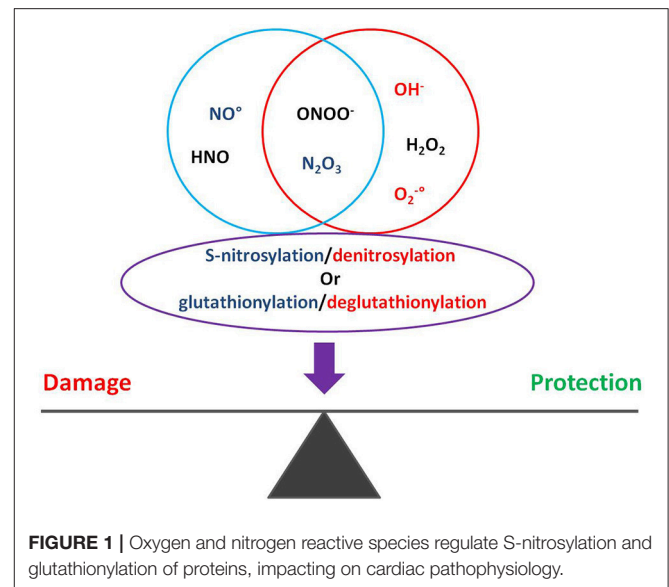 NO° ONOO⁻ OH⁻
HNO N₂O₃ H₂O₂
O₂⁻°
S-nitrosylation/denitrosylation
Or
glutathionylation/deglutathionylation
Damage Protection
FIGURE 1 | Oxygen and nitrogen reactive species regulate S-nitrosylation and
glutathionylation of proteins, impacting on cardiac pathophysiology.